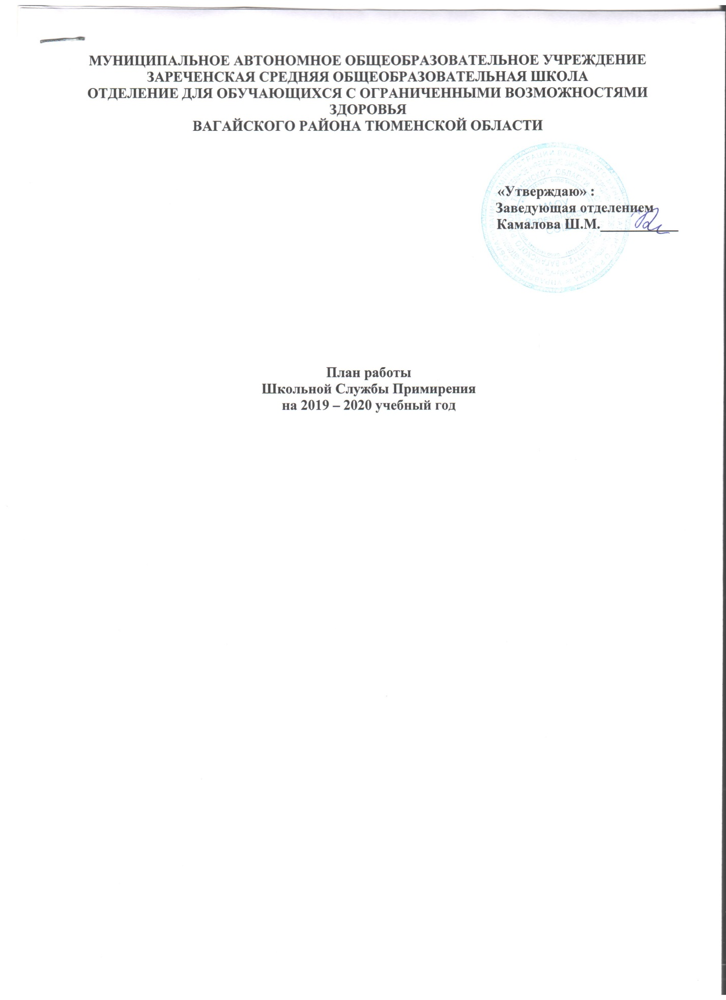 МУНИЦИПАЛЬНОЕ АВТОНОМНОЕ ОБЩЕОБРАЗОВАТЕЛЬНОЕ УЧРЕЖДЕНИЕ
ЗАРЕЧЕНСКАЯ СРЕДНЯЯ ОБЩЕОБРАЗОВАТЕЛЬНАЯ ШКОЛА
ОТДЕЛЕНИЕ ДЛЯ ОБУЧАЮЩИХСЯ С ОГРАНИЧЕННЫМИ ВОЗМОЖНОСТЯМИ
ЗДОРОВЬЯ
ВАГАЙСКОГО РАЙОНА ТЮМЕНСКОЙ ОБЛАСТИ
«Утверждаю» :
Заведующая отделением
Камалова Ш.М.___________
План работы
Школьной Службы Примирения
на 2019 – 2020 учебный год